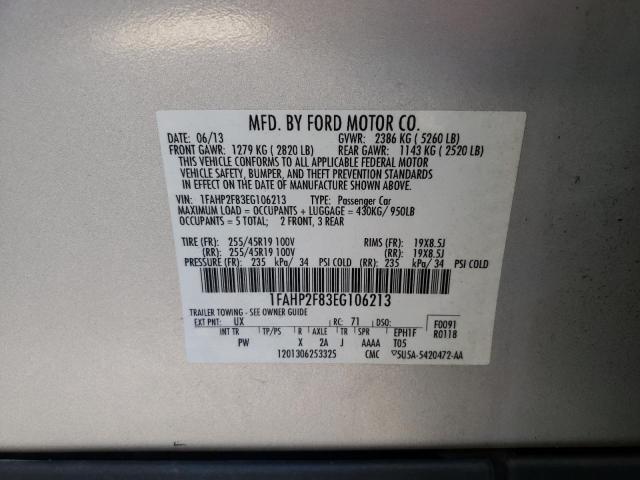 MFD. BY FORD MOTOR CO.
DATE: 06/13 GVWR: 2386 KG ( 5260 LB)
FRONT GAWR: 1279 KG ( 2820 LB) REAR GAWR: 1143 KG ( 2520 LB)
THIS VEHICLE CONFORMS TO ALL APPLICABLE FEDERAL MOTOR
VEHICLE SAFETY, BUMPER, AND THEFT PREVENTION STANDARDS
IN EFFECT ON THE DATE OF MANUFACTURE SHOWN ABOVE.
VIN: 1FAHP2F83EG106213 TYPE: Passenger Car
MAXIMUM LOAD = OCCUPANTS + LUGGAGE = 430KG/ 950LB
OCCUPANTS = 5 TOTAL; 2 FRONT, 3 REAR
TIRE (FR): 255/45R19 100V RIMS (FR): 19X8.5J
(RR): 255/45R19 100V (RR): 19X8.5J
PRESSURE (FR): 235 kPa/ 34 PSI COLD (RR): 235 kPa/ 34 PSI COLD
1FAHP2F83EG106213
TRAILER TOWING - SEE OWNER GUIDE
EXT PNT: UX RC: 71 DSO: F0091
INT TR TP/PS R AXLE TR SPR EPH1F R0118
PW X 2A J AAAA T05
1201306253325 CMC 5U5A-5420472-AA